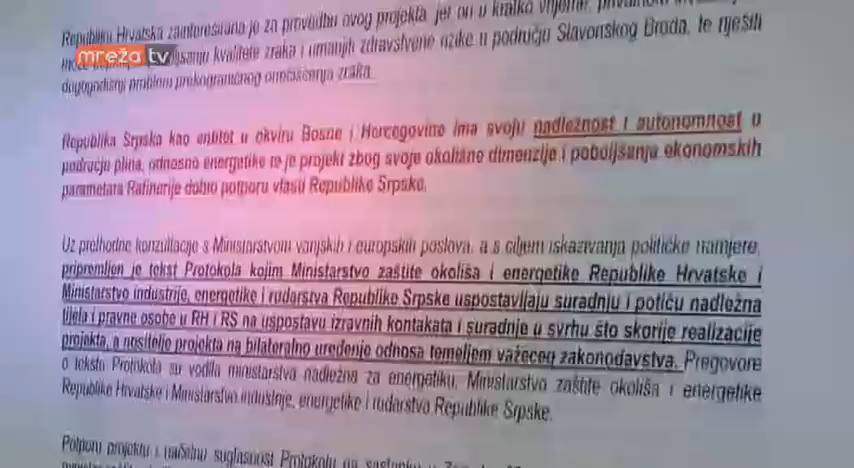 Republika Hrvatska zainteresirana je za provedbu ovog projekta jer on u kratko vrijeme,
mreža tv kvalitete zraka i umanjih zdravstvene rizike u području Slavonskog Broda, te riješiti
dugogodišnji problem prekograničnog onečišćenja zraka.
Republika Srpska kao entitet u okviru Bosne i Hercegovine ima svoju nadležnost i autonomnost u
području plina, odnosno energetike te je projekt zbog svoje okolišne dimenzije i poboljšanja ekonomskih
parametara Rafinerije dobio potporu vlasti Republike Srpske.
Uz prethodne konzultacije s Ministarstvom vanjskih i europskih poslova, a s ciljem iskazivanja političke namjere,
pripremljen je tekst Protokola kojim Ministarstvo zaštite okoliša i energetike Republike Hrvatske i
Ministarstvo industrije, energetike i rudarstva Republike Srpske uspostavljaju suradnju i potiču nadležna
tijela i pravne osobe u RH i RS na uspostavu izravnih kontakata i suradnje u svrhu što skorije realizacije
projekta, a nositelje projekta na bilateralno uređenje odnosa temeljem važećeg zakonodavstva. Pregovore
o tekstu Protokola su vodila ministarstva nadležna za energetiku, Ministarstvo zaštite okoliša i energetike
Republike Hrvatske i Ministarstvo industrije, energetike i rudarstva Republike Srpske.
Potporu projektu i načelnu suglasnost Protokolu na sastanku u